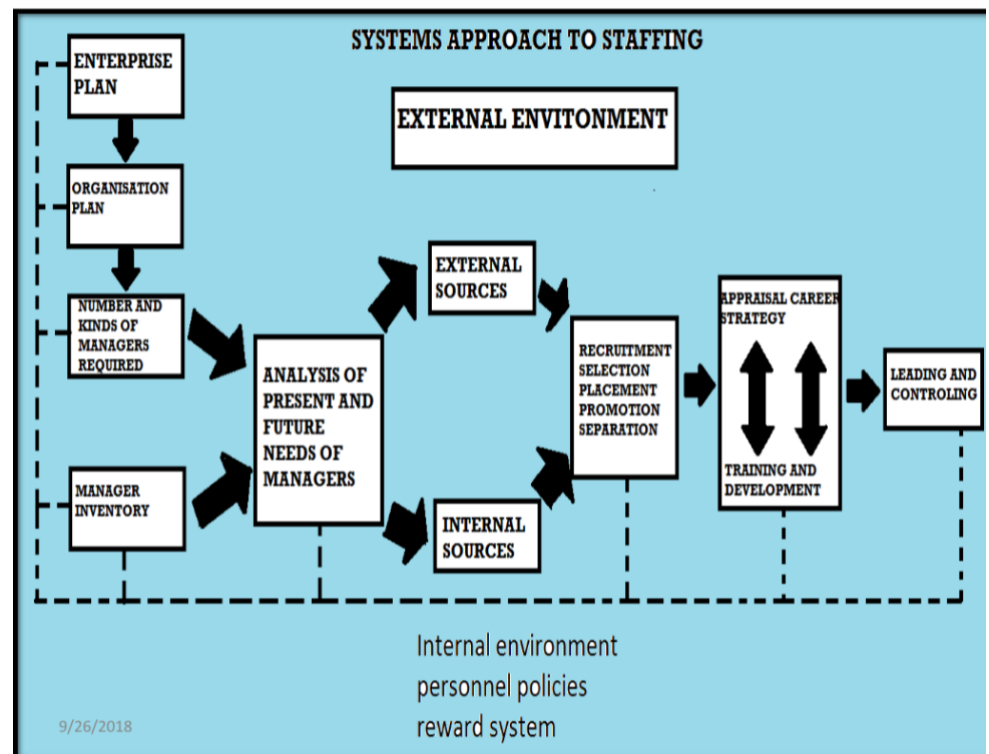 SYSTEMS APPROACH TO STAFFING
ENTERPRISE
PLAN
EXTERNAL ENVITONMENT
ORGANISATION
PLAN
NUMBER AND
KINDS OF
MANAGERS
REQUIRED
MANAGER
INVENTORY
ANALYSIS OF
PRESENT AND
FUTURE
NEEDS OF
MANAGERS
EXTERNAL
SOURCES
INTERNAL
SOURCES
RECRUITMENT
SELECTION
PLACEMENT
PROMOTION
SEPARATION
APPRAISAL CAREER
STRATEGY
TRAINING AND
DEVELOPMENT
LEADING AND
CONTROLING
Internal environment
personnel policies
reward system
9/26/2018